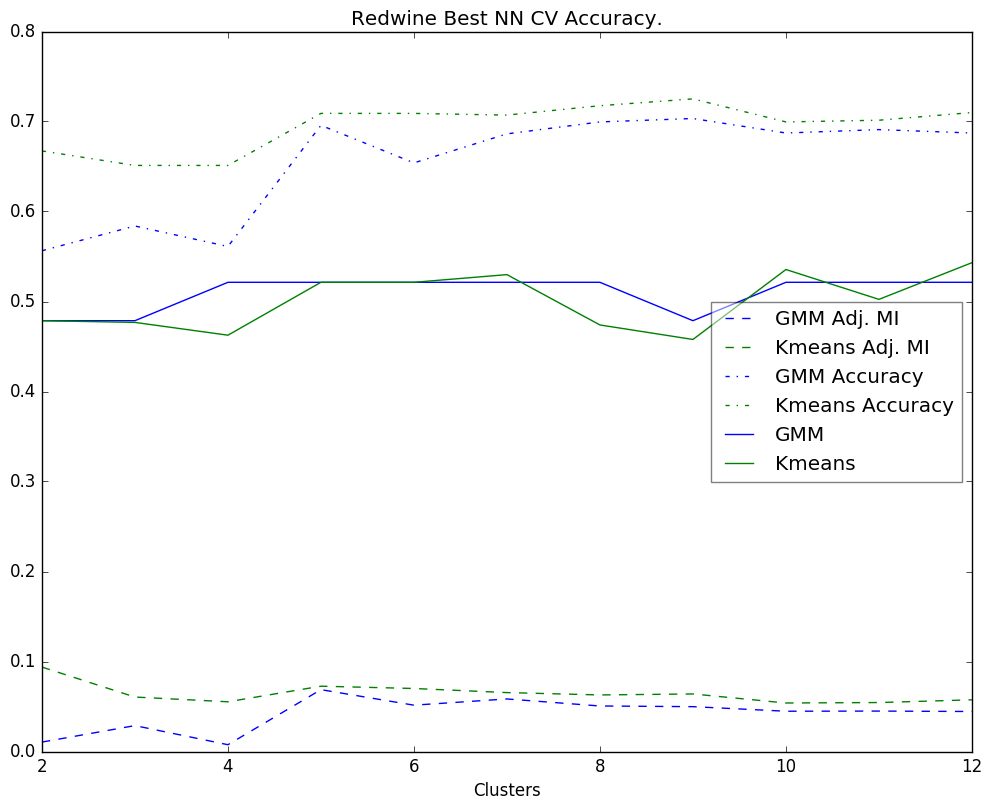 Redwine Best NN CV Accuracy.
0.8
0.7
0.6
0.5
0.4
0.3
0.2
0.1
0.0
GMM Adj. MI
Kmeans Adj. MI
GMM Accuracy
Kmeans Accuracy
GMM
Kmeans
2 4 6 8 10 12
Clusters